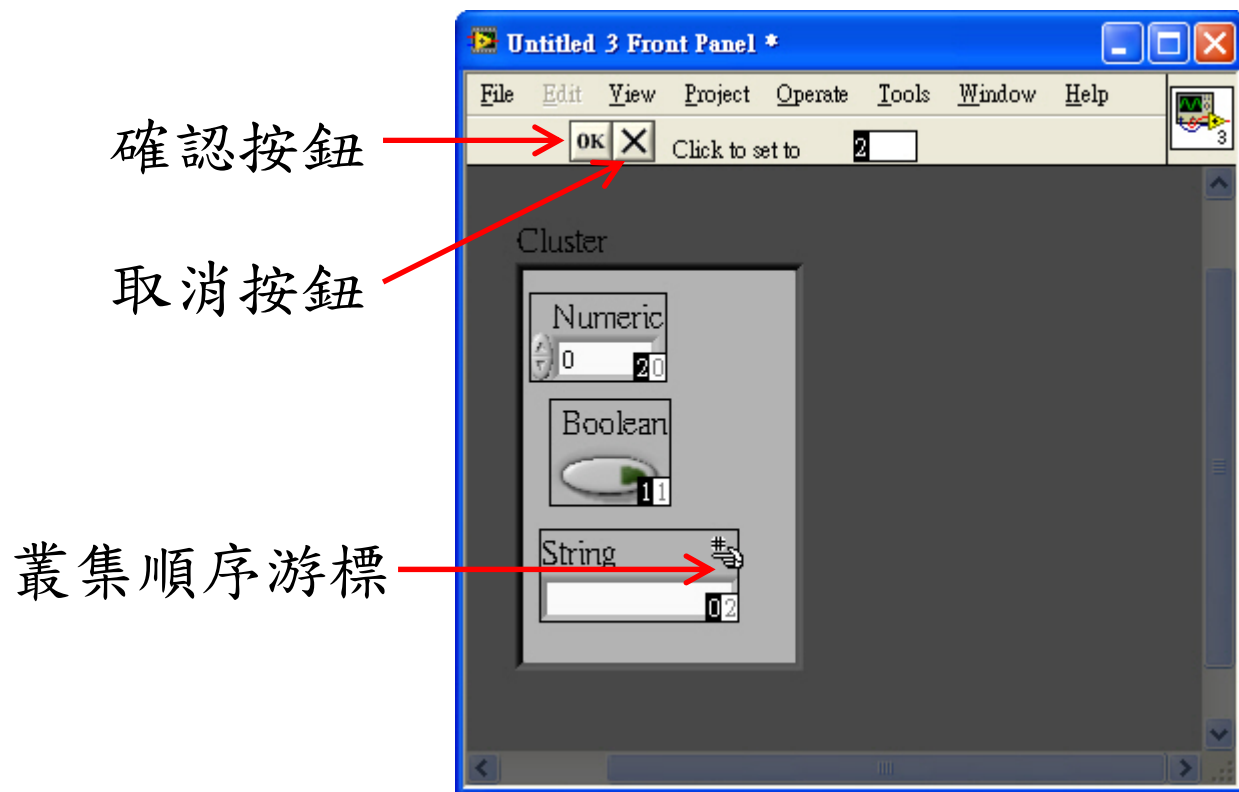 Untitled 3 Front Panel *
File Edit View Project Operate Tools Window Help
3
確認按鈕
OK Click to set to 2
取消按鈕
Cluster
Numeric
0
2 0
Boolean
1 1
叢集順序游標
String
#
0 2